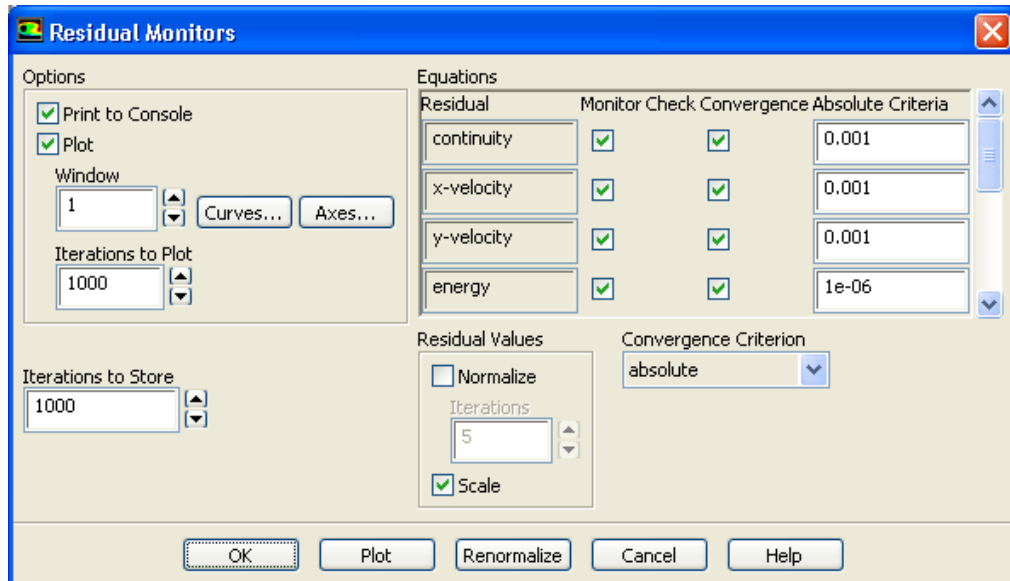 Residual Monitors
Options
Print to Console
Plot
Window
1
Curves...
Axes...
Iterations to Plot
1000
Iterations to Store
1000
Equations
Residual Monitor Check Convergence Absolute Criteria
continuity 0.001
x-velocity 0.001
y-velocity 0.001
energy 1e-06
Residual Values
Normalize
Iterations
5
Scale
Convergence Criterion
absolute
OK Plot Renormalize Cancel Help